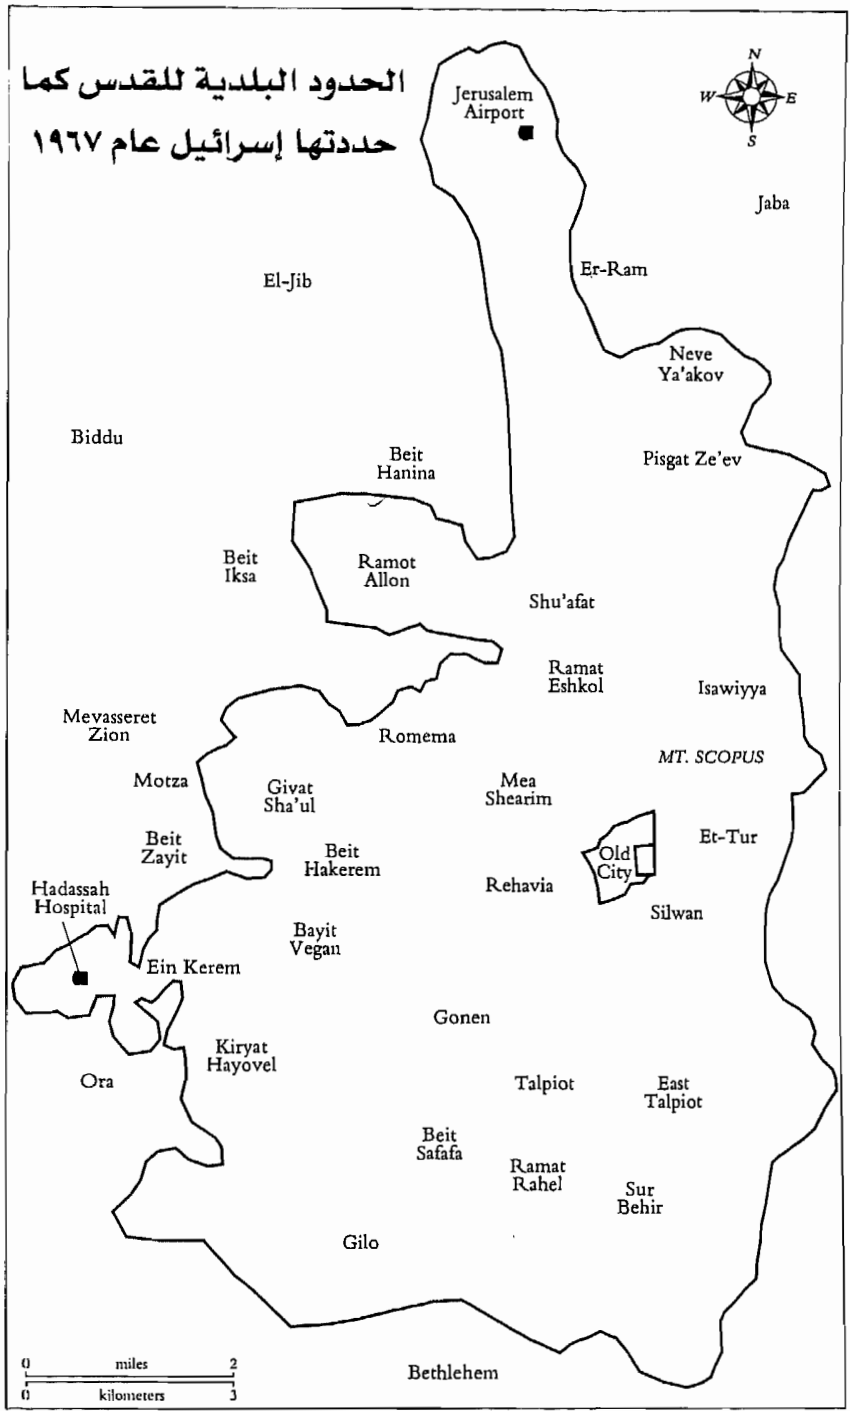 الحدود البلدية للقدس كما
حددتها إسرائيل عام ١٩٦٧
N
W
E
S
Jerusalem
Airport
Jaba
Er-Ram
El-Jib
Neve
Ya'akov
Biddu
Beit
Hanina
Pisgat Ze'ev
Beit
Iksa
Ramot
Allon
Shu'afat
Ramat
Eshkol
Isawiyya
Mevasseret
Zion
Romema
MT. SCOPUS
Motza
Givat
Sha'ul
Mea
Shearim
Beit
Zayit
Beit
Hakerem
Old
City
Et-Tur
Hadassah
Hospital
Rehavia
Silwan
Bayit
Vegan
Ein Kerem
Gonen
Kiryat
Hayovel
Ora
Talpiot
East
Talpiot
Beit
Safafa
Ramat
Rahel
Sur
Behir
Gilo
Bethlehem
0 miles 2
0 kilometers 3